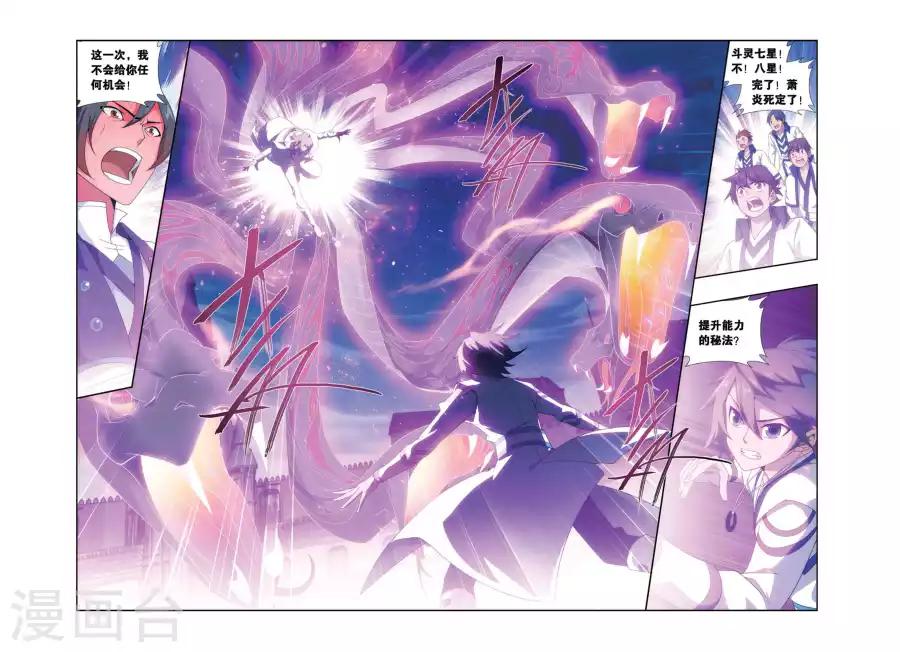 这一次，我
不会给你任
何机会！
斗灵七星！
不！八星！
完了！萧
炎死定了！
提升能力
的秘法？
漫画台